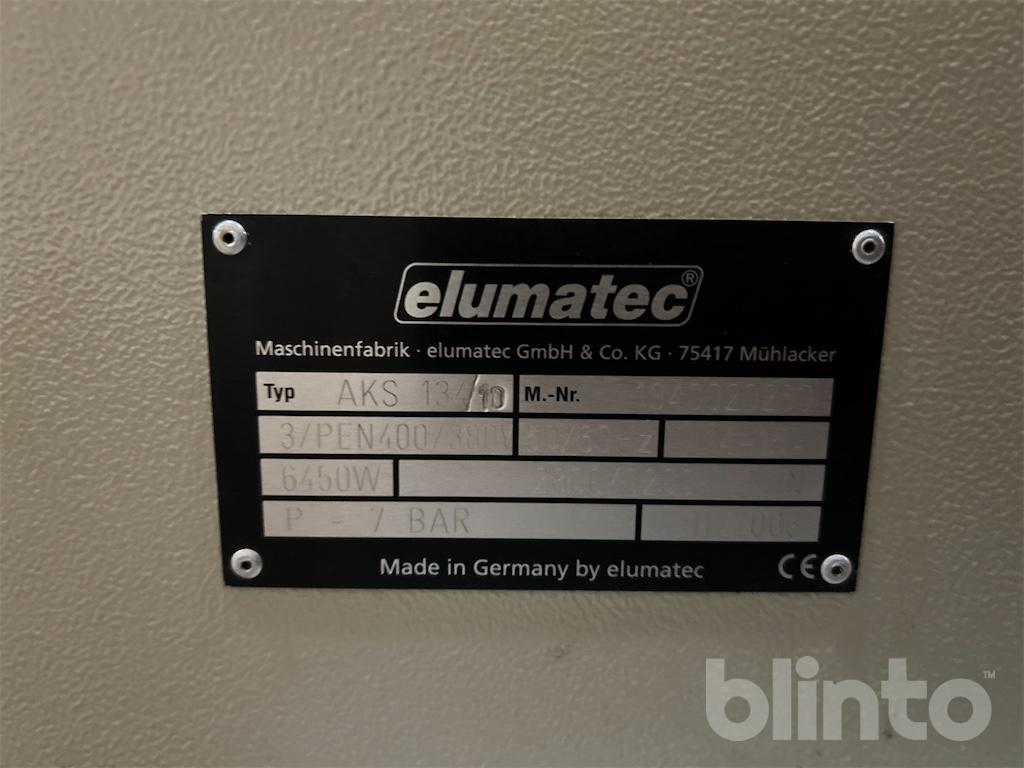 elumatec®
Maschinenfabrik · elumatec GmbH & Co. KG · 75417 Mühlacker
Typ AKS 134/10 M.-Nr.
3/PEN400/380V
6450W
P = 7 BAR
Made in Germany by elumatec CE
blinto™